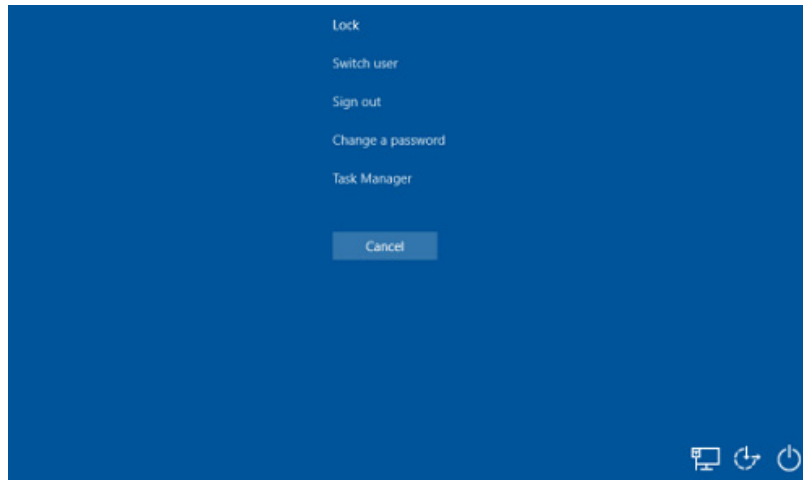 Lock
Switch user
Sign out
Change a password
Task Manager
Cancel